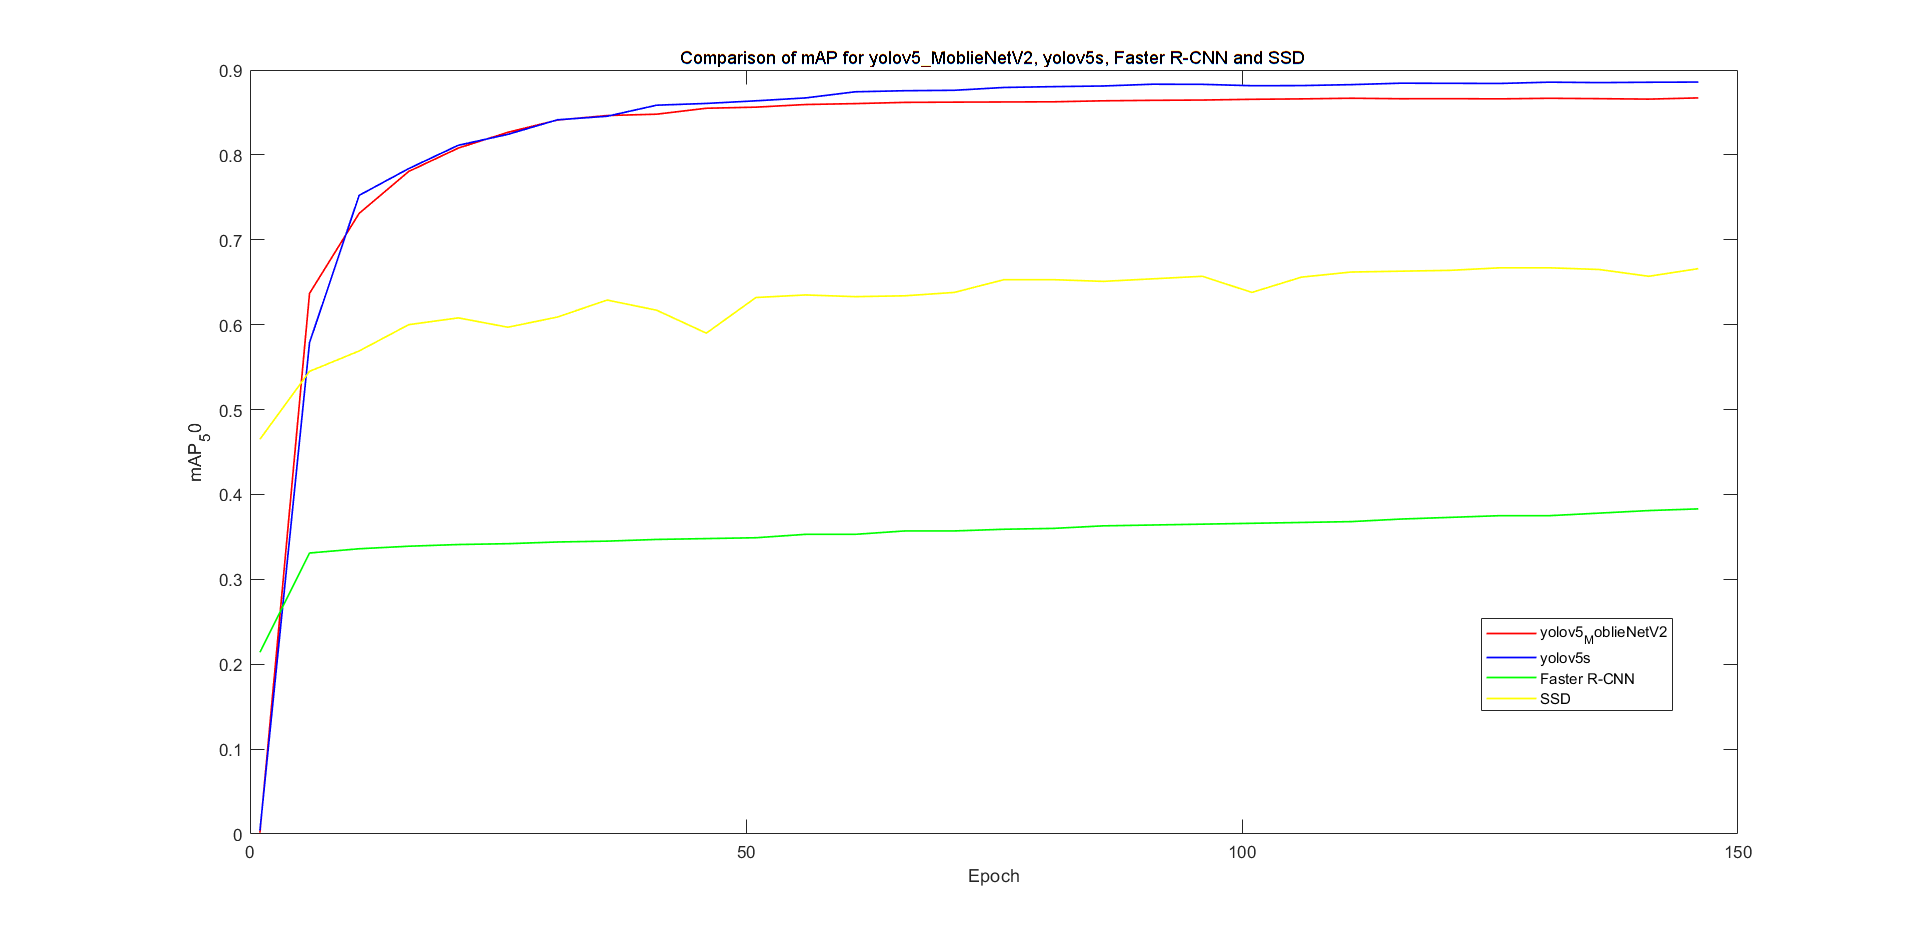 Comparison of mAP for yolov5_MoblieNetV2, yolov5s, Faster R-CNN and SSD
0.9
0.8
0.7
0.6
0.5
0.4
0.3
0.2
0.1
0
mAP50
0 50 100 150
Epoch
yolov5MoblieNetV2
yolov5s
Faster R-CNN
SSD